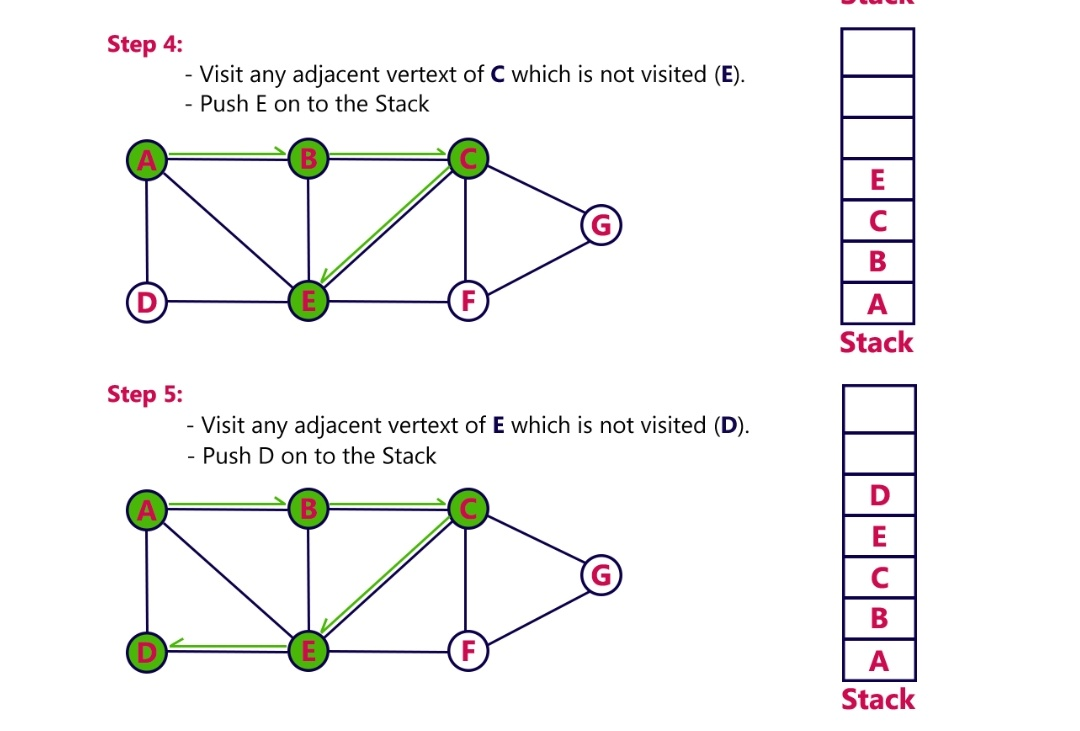 Stack
Step 4:
- Visit any adjacent vertext of C which is not visited (E).
- Push E on to the Stack
A
B
C
G
D
E
F
E
C
B
A
Stack
Step 5:
- Visit any adjacent vertext of E which is not visited (D).
- Push D on to the Stack
A
B
C
G
D
E
F
D
E
C
B
A
Stack